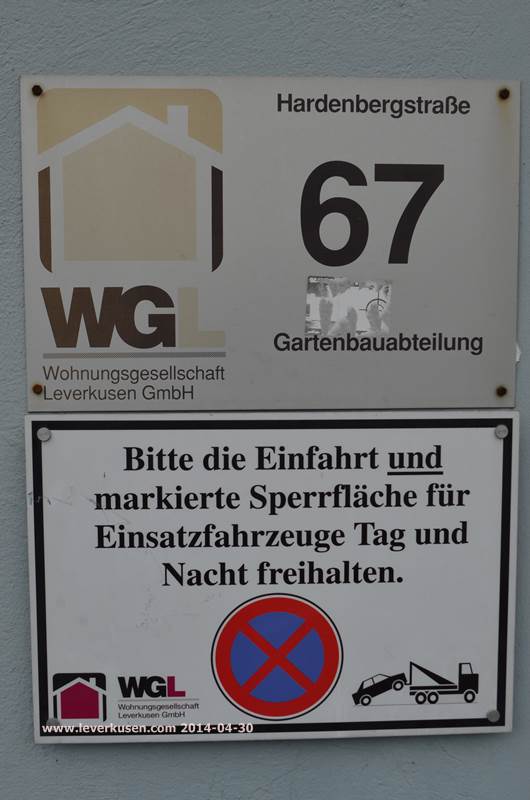 Hardenbergstraße
67
Gartenbauabteilung
WGL
Wohnungsgesellschaft
Leverkusen GmbH
Bitte die Einfahrt und
markierte Sperrfläche für
Einsatzfahrzeuge Tag und
Nacht freihalten.
WGL
Wohnungsgesellschaft
Leverkusen GmbH
www.leverkusen.com 2014-04-30